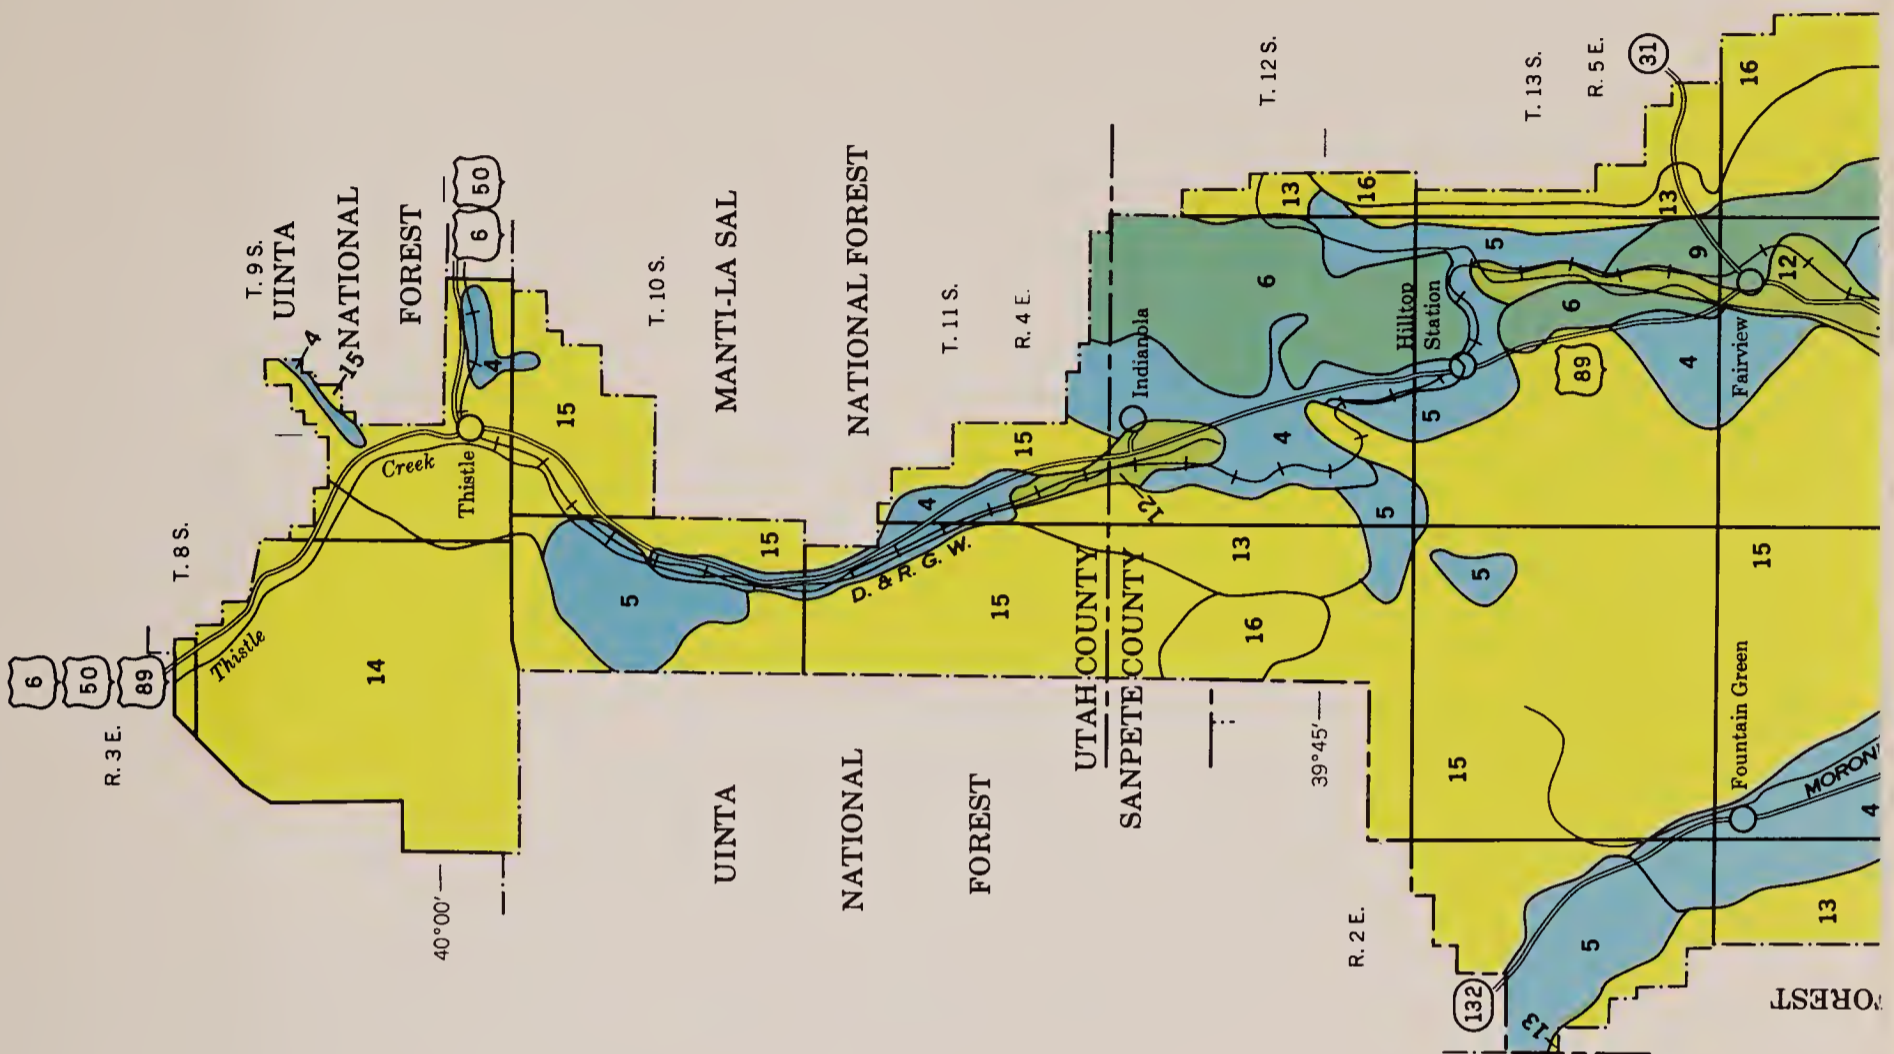 6
50
89
R. 3 E.
T. 8 S.
Thistle
Creek
14
T. 9 S.
UINTA
NATIONAL
FOREST
4
15
6
50
4
Thistle
15
40°00'
T. 10 S.
MANTI-LA SAL
NATIONAL FOREST
5
15
UINTA
NATIONAL
FOREST
T. 11 S.
R. 4 E.
4
15
D. & R. G. W.
15
12
Indianola
UTAH COUNTY
SANPETE COUNTY
T. 12 S.
6
13
16
4
13
16
5
39°45'
R. 2 E.
Hilltop
Station
5
5
5
6
9
13
T. 13 S.
R. 5 E.
31
16
89
4
Fairview
12
15
15
Fountain Green
MORON
4
132
5
13
13
OREST